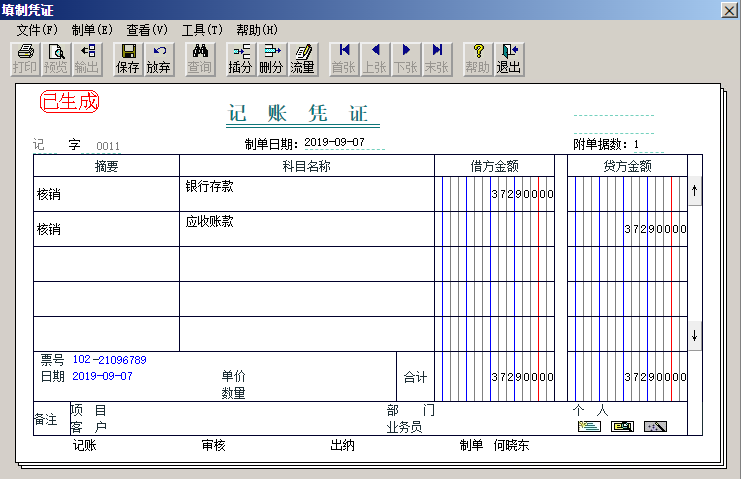 填制凭证
文件(F) 制单(E) 查看(V) 工具(T) 帮助(H)
打印 预览 输出 保存 放弃 查询 插分 删分 流量 首张 上张 下张 末张 帮助 退出
已生成
记 账 凭 证
记 字 0011 制单日期: 2019-09-07 附单据数: 1
摘要 科目名称 借方金额 贷方金额
核销 银行存款 37290000
核销 应收账款 37290000
票号 102-21096789
日期 2019-09-07 单价 合计 37290000 37290000
数量
备注 项 目 部 门 个 人
客 户 业务员
记账 审核 出纳 制单 何晓东